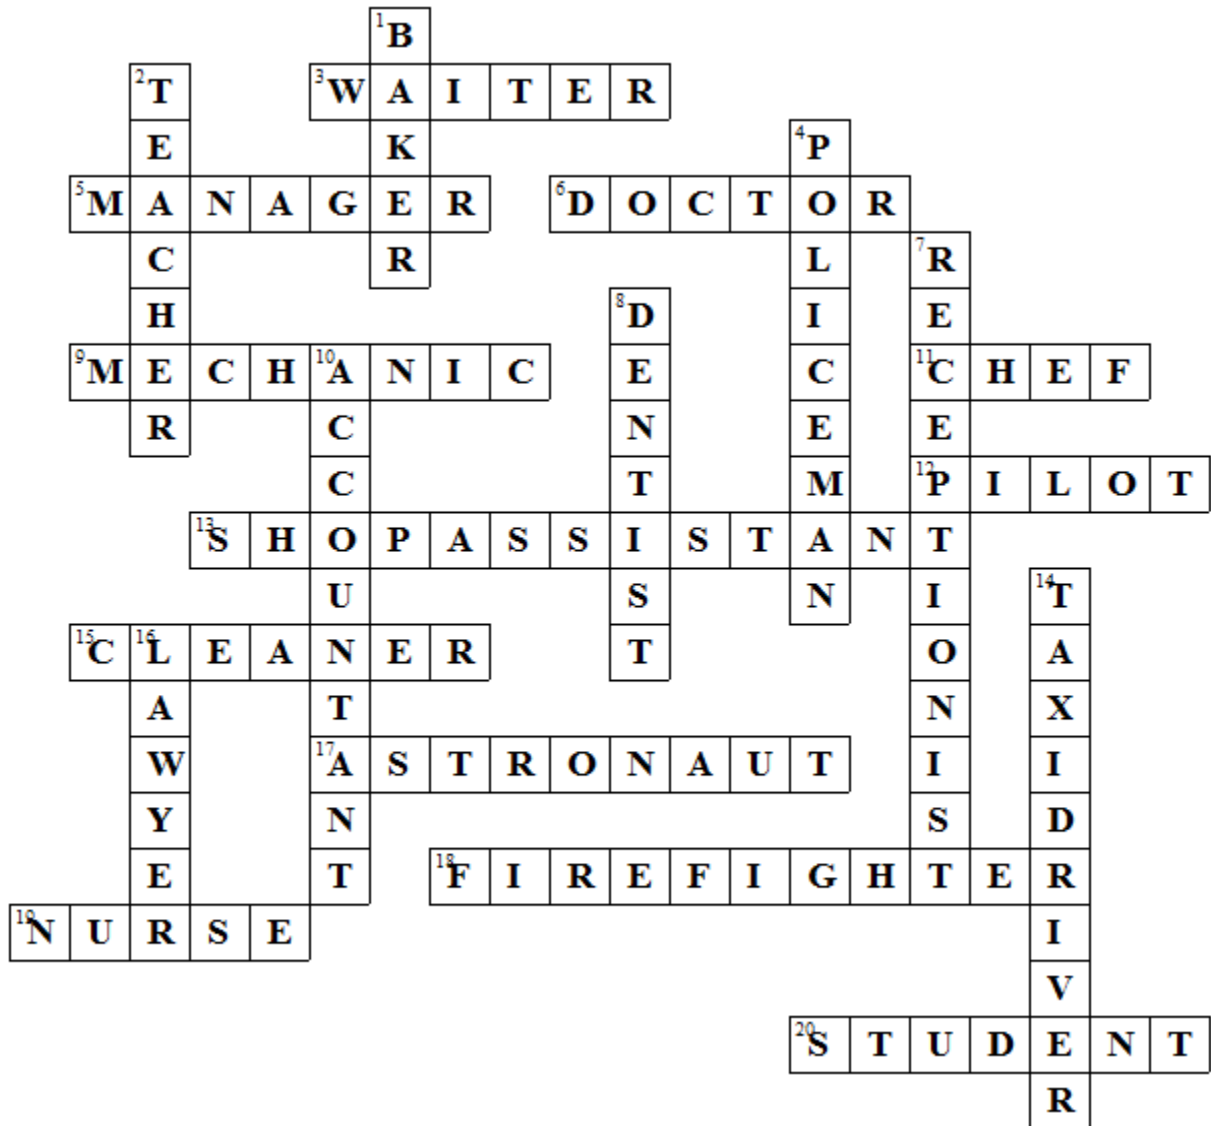 1 B
2 T 3 W A I T E R
E K 4 P
5 M A N A G E R 6 D O C T O R
C R L 7 R
H 8 D I E
9 M E C H 10 A N I C E C 11 C H E F
R C N E E
C T M 12 P I L O T
13 S H O P A S S I S T A N T
U S N I 14 T
15 C 16 L E A N E R T O A
A T N X
W 17 A S T R O N A U T I I
Y N S D
E T 18 F I R E F I G H T E R
19 N U R S E I
V
20 S T U D E N T
R